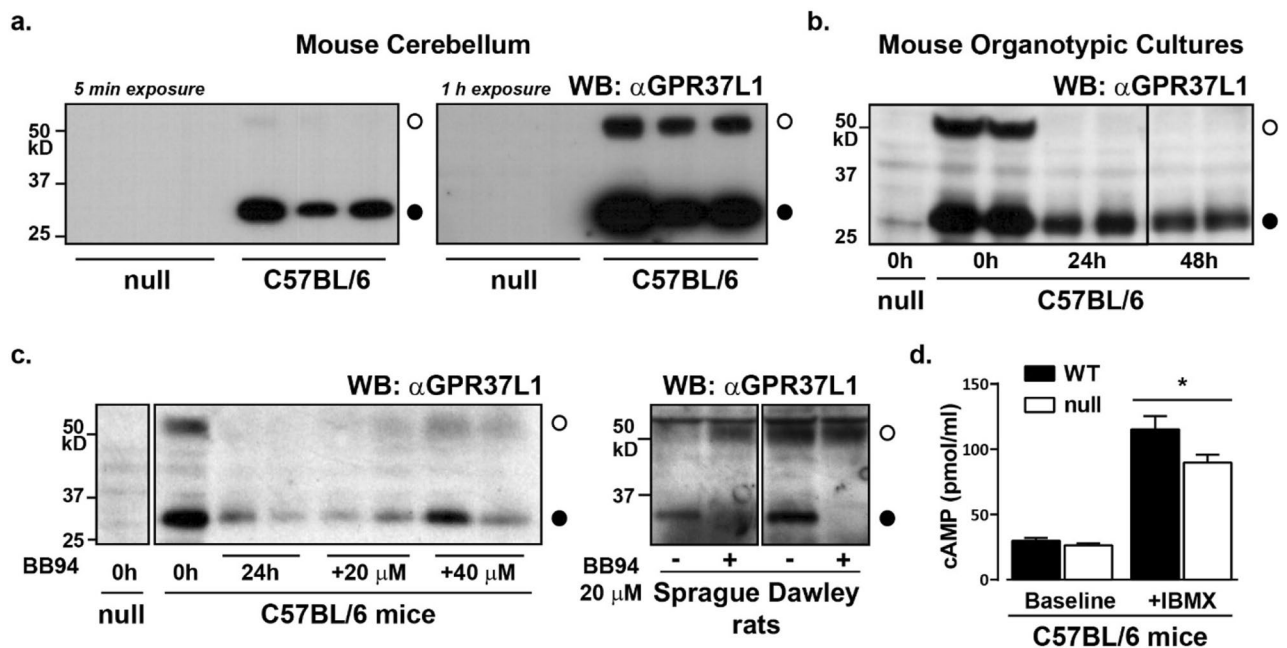 a.
Mouse Cerebellum
5 min exposure
1 h exposure
WB: αGPR37L1
50
kD
37
25
null
C57BL/6
null
C57BL/6
b.
Mouse Organotypic Cultures
WB: αGPR37L1
50
kD
37
25
0h
0h
24h
48h
null
C57BL/6
c.
WB: αGPR37L1
50
kD
37
25
BB94
0h
0h
24h
+20 μM
+40 μM
null
C57BL/6 mice
WB: αGPR37L1
50
kD
37
BB94
- + - +
20 μM
Sprague Dawley
rats
d.
WT
null
*
cAMP (pmol/ml)
150
100
50
0
Baseline
+IBMX
C57BL/6 mice